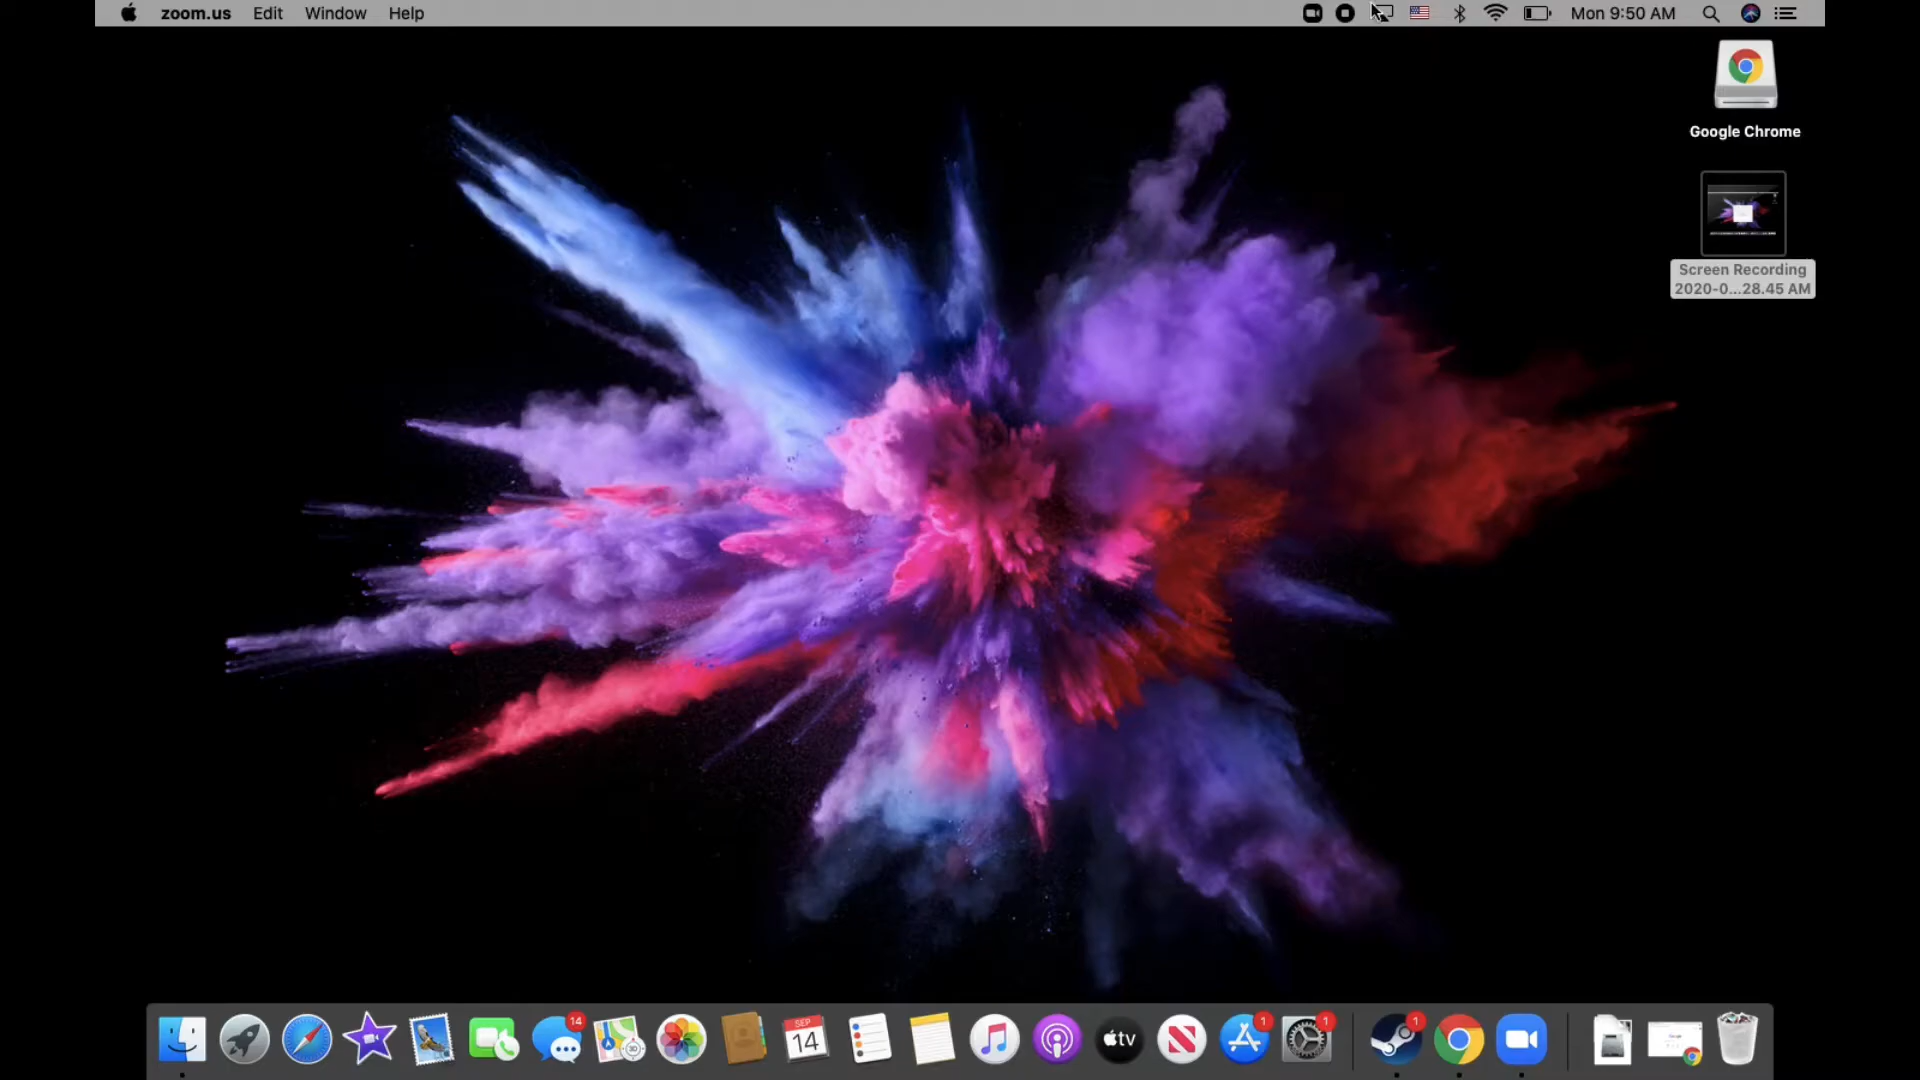 zoom.us Edit Window Help Mon 9:50 AM
Google Chrome
Screen Recording
2020-0...28.45 AM
14
SEP
14
3D
tv
1
1
1